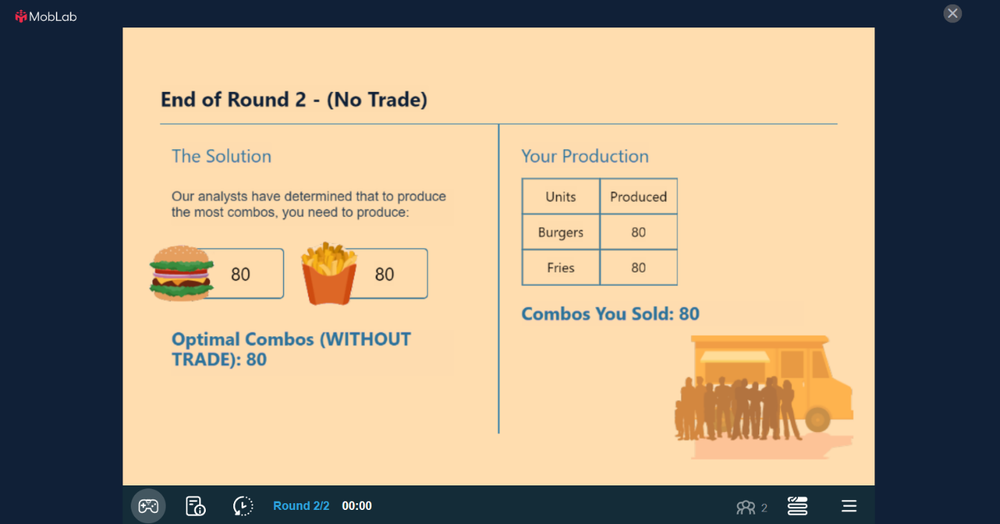 MobLab
End of Round 2 - (No Trade)
The Solution
Our analysts have determined that to produce
the most combos, you need to produce:
80
80
Optimal Combos (WITHOUT
TRADE): 80
Your Production
Units Produced
Burgers 80
Fries 80
Combos You Sold: 80
Round 2/2 00:00
2